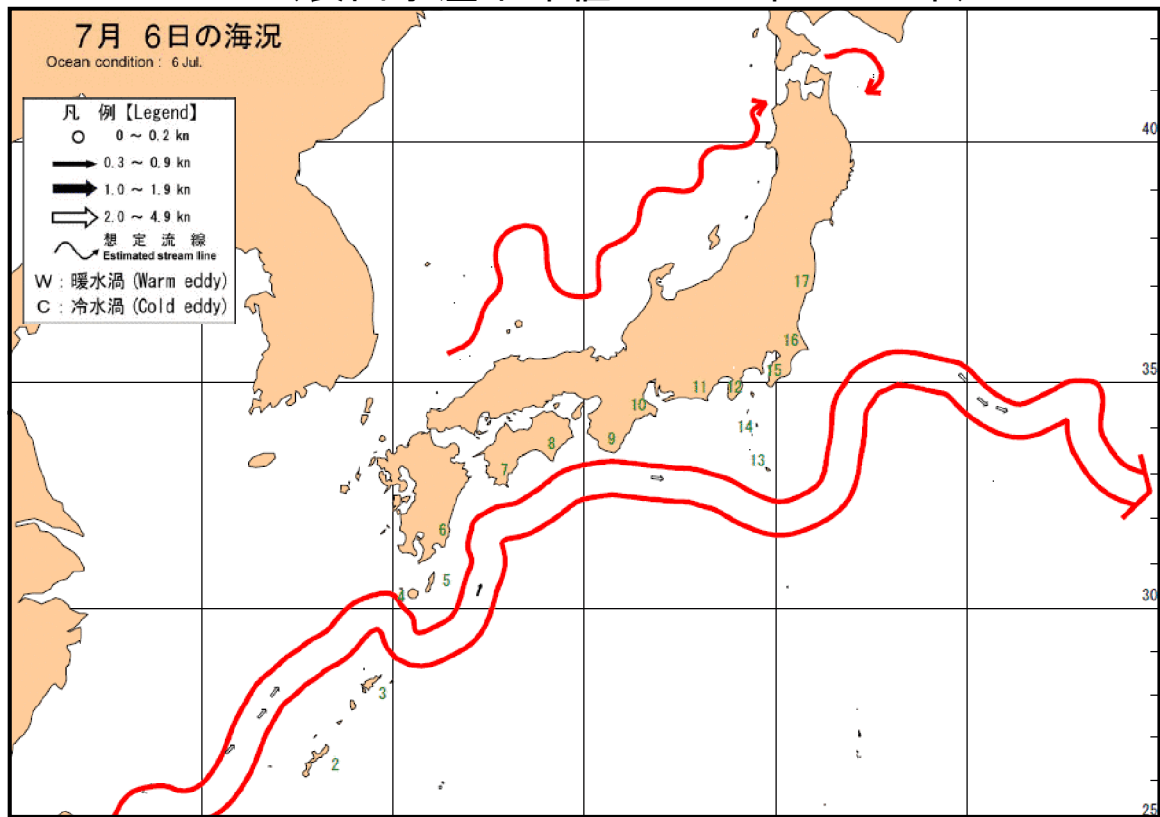 7月 6日の海況
Ocean condition : 6 Jul.
凡 例【Legend】
0 ～ 0.2 kn
0.3 ～ 0.9 kn
1.0 ～ 1.9 kn
2.0 ～ 4.9 kn
想 定 流 線
Estimated stream line
W : 暖水渦 (Warm eddy)
C : 冷水渦 (Cold eddy)
40
17
16
15
35
12
11
10
14
9
8
13
7
6
5
4
30
3
2
25